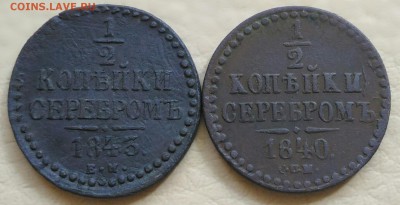 COINS.LAVE.RU
1/2
КОПѢЙКИ
СЕРЕБРОМЪ
1843.
Е.М.
1/2
КОПѢЙКИ
СЕРЕБРОМЪ.
1840.